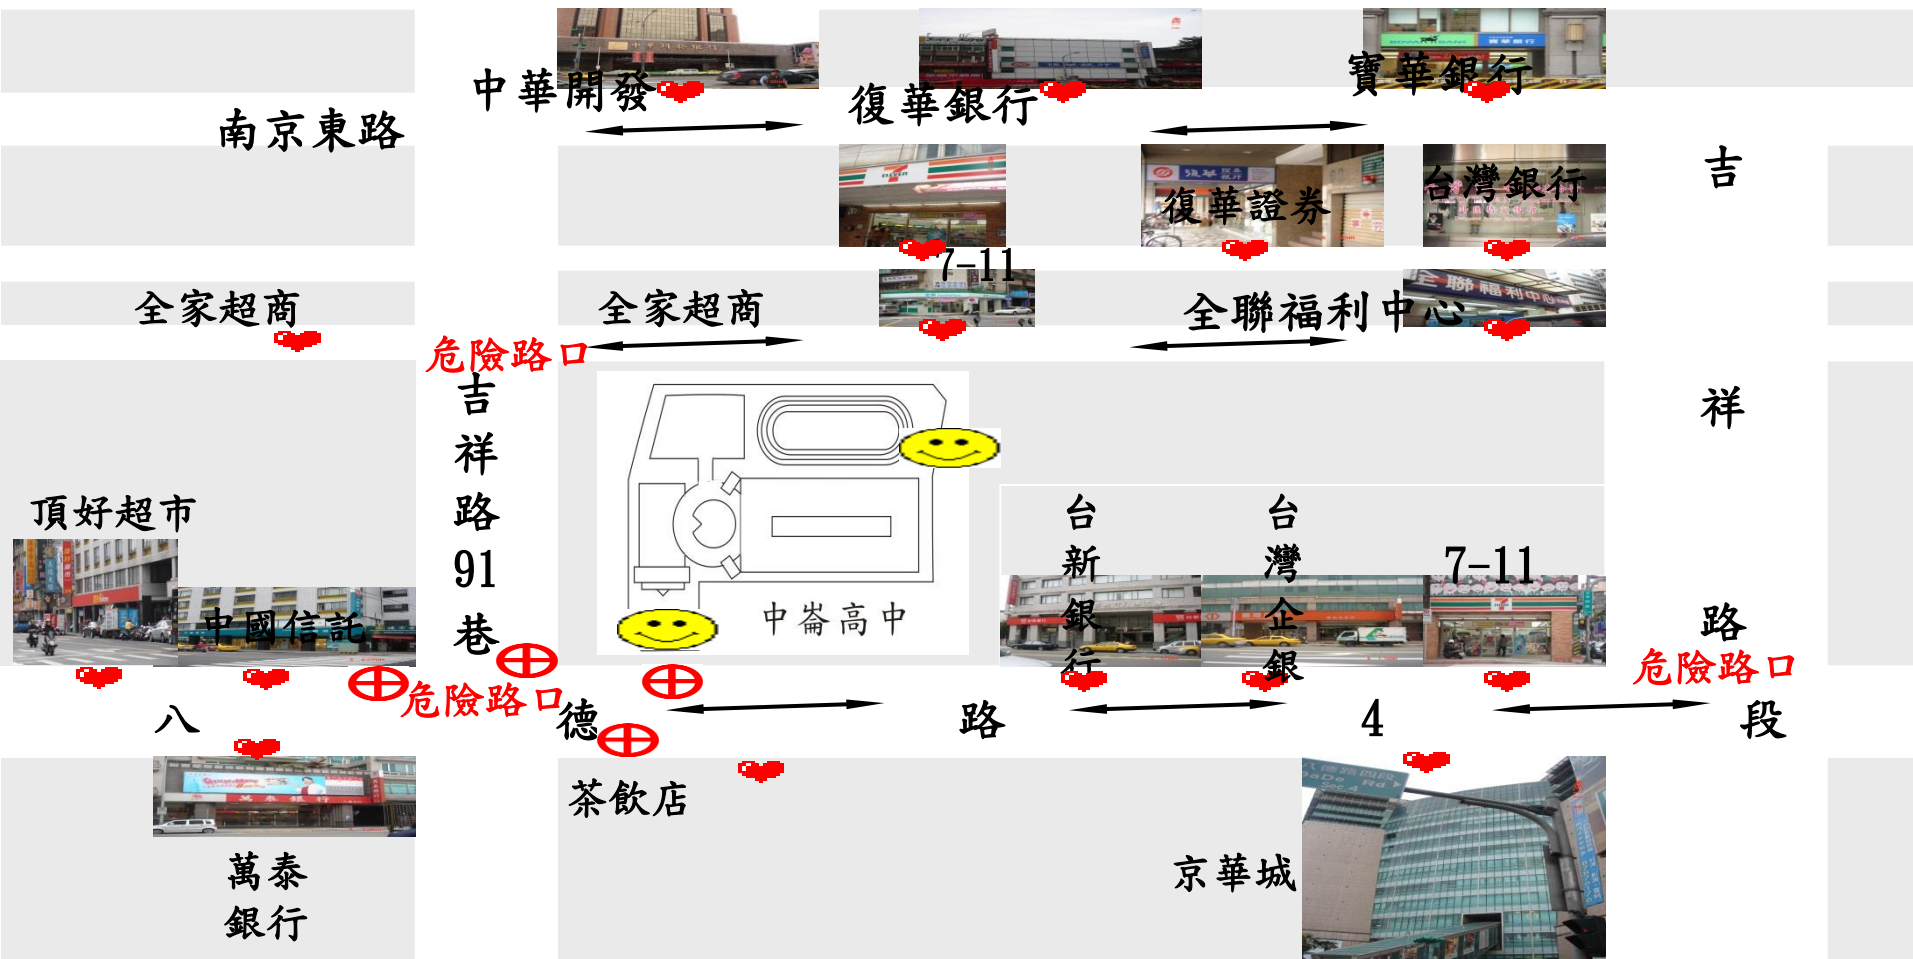 中華開發
復華銀行
寶華銀行
南京東路
7-11
復華證券
台灣銀行
全家超商
全家超商
全聯福利中心
危險路口
吉祥路91巷
吉祥路
頂好超市
中國信託
中崙高中
台新銀行
台灣企銀
7-11
危險路口
危險路口
八德路4段
萬泰銀行
茶飲店
京華城